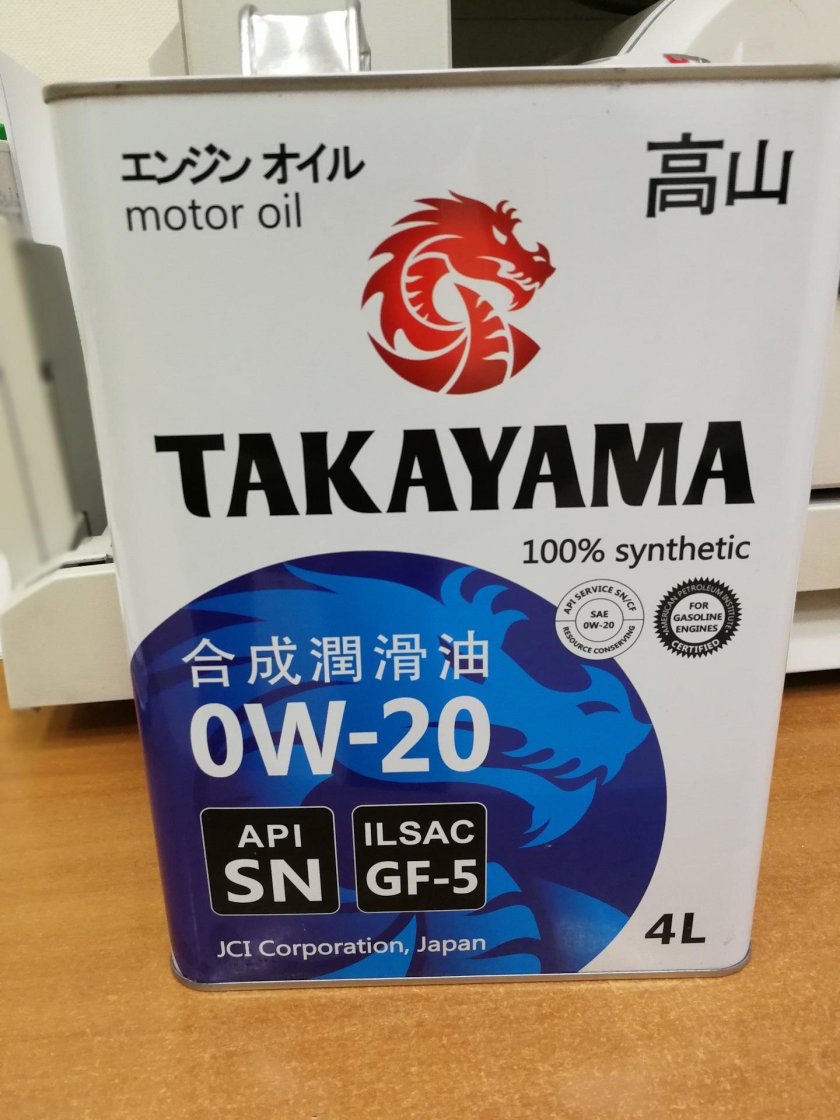 エンジン オイル
motor oil
高山
TAKAYAMA
100% synthetic
API SERVICE SN/CF
SAE
0W-20
RESOURCE CONSERVING
AMERICAN PETROLEUM INSTITUTE
FOR
GASOLINE
ENGINES
CERTIFIED
合成潤滑油
0W-20
API
SN
ILSAC
GF-5
JCI Corporation, Japan
4L